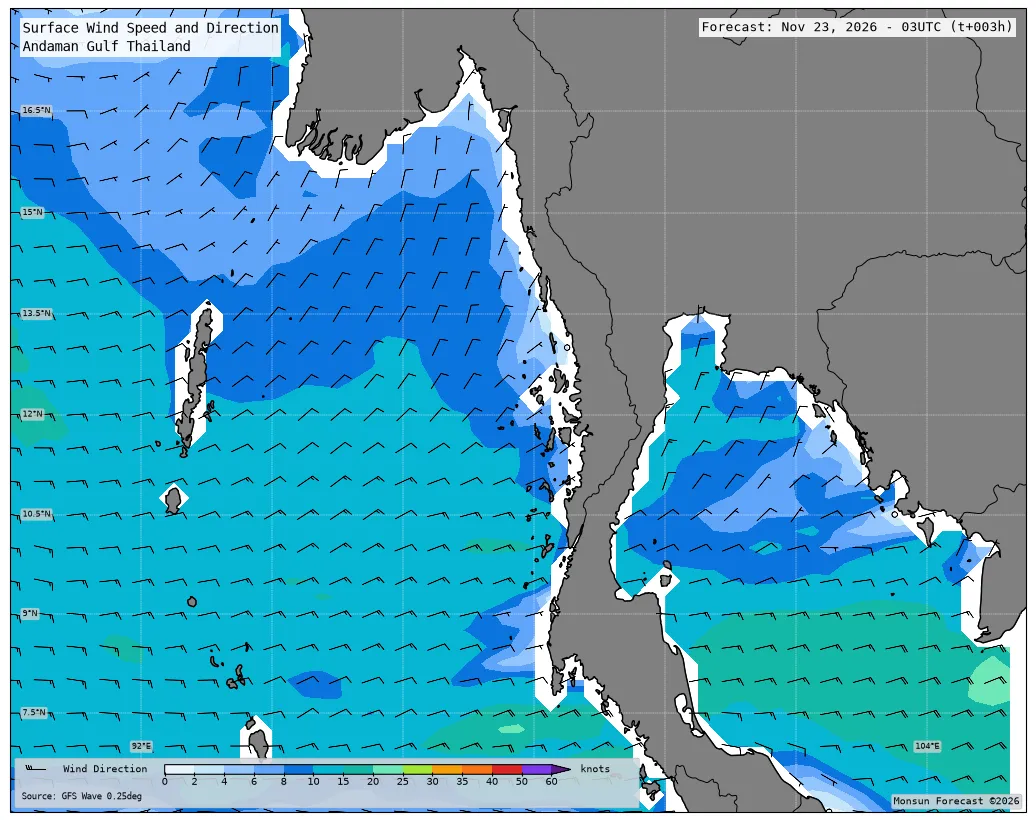 Surface Wind Speed and Direction
Andaman Gulf Thailand
Forecast: Nov 23, 2026 - 03UTC (t+003h)
16.5°N
15°N
13.5°N
12°N
10.5°N
9°N
7.5°N
92°E
104°E
Wind Direction
knots
0 2 4 6 8 10 15 20 25 30 35 40 50 60
Source: GFS Wave 0.25deg
Monsun Forecast ©2026